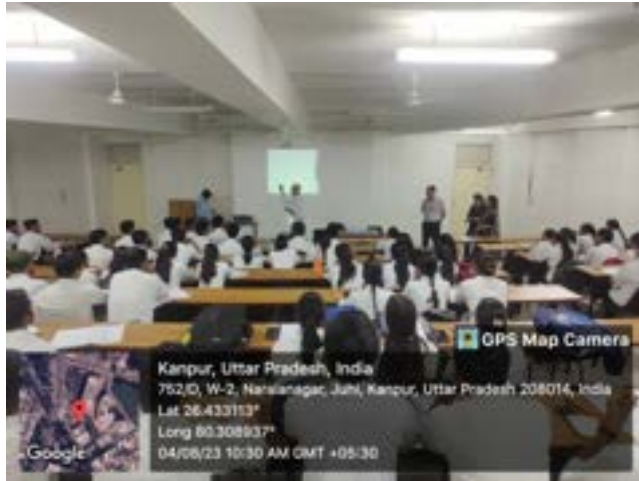 GPS Map Camera
Kanpur, Uttar Pradesh, India
752/D, W-2, Narsianagar, Juhi, Kanpur, Uttar Pradesh 208014, India
Lat 26.433113°
Long 80.308937°
04/08/23 10:30 AM GMT +05:30
Google